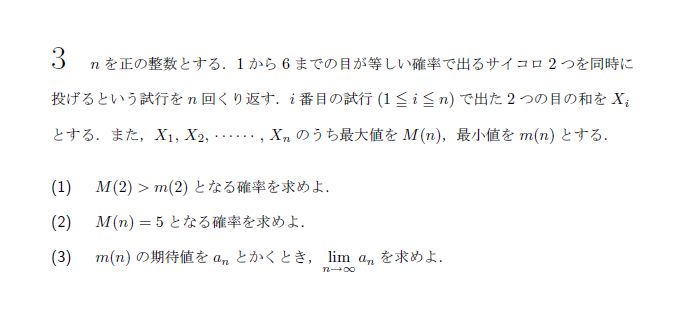 3 n を正の整数とする．1 から 6 までの目が等しい確率で出るサイコロ 2 つを同時に
投げるという試行を n 回くり返す．i 番目の試行 (1 ≦ i ≦ n) で出た 2 つの目の和を X_i
とする．また，X_1, X_2, ⋯⋯ , X_n のうち最大値を M(n)，最小値を m(n) とする．
(1) M(2) > m(2) となる確率を求めよ．
(2) M(n) = 5 となる確率を求めよ．
(3) m(n) の期待値を a_n とかくとき，lim_{n→∞} a_n を求めよ．